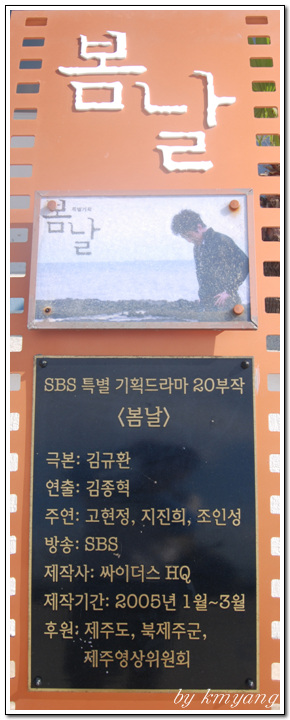 봄날
봄날
SBS 특별 기획드라마 20부작
〈봄날〉
극본: 김규완
연출: 김종혁
주연: 고현정, 지진희, 조인성
방송: SBS
제작사: 싸이더스 HQ
제작기간: 2005년 1월~3월
후원: 제주도, 북제주군,
제주영상위원회
by kmyang